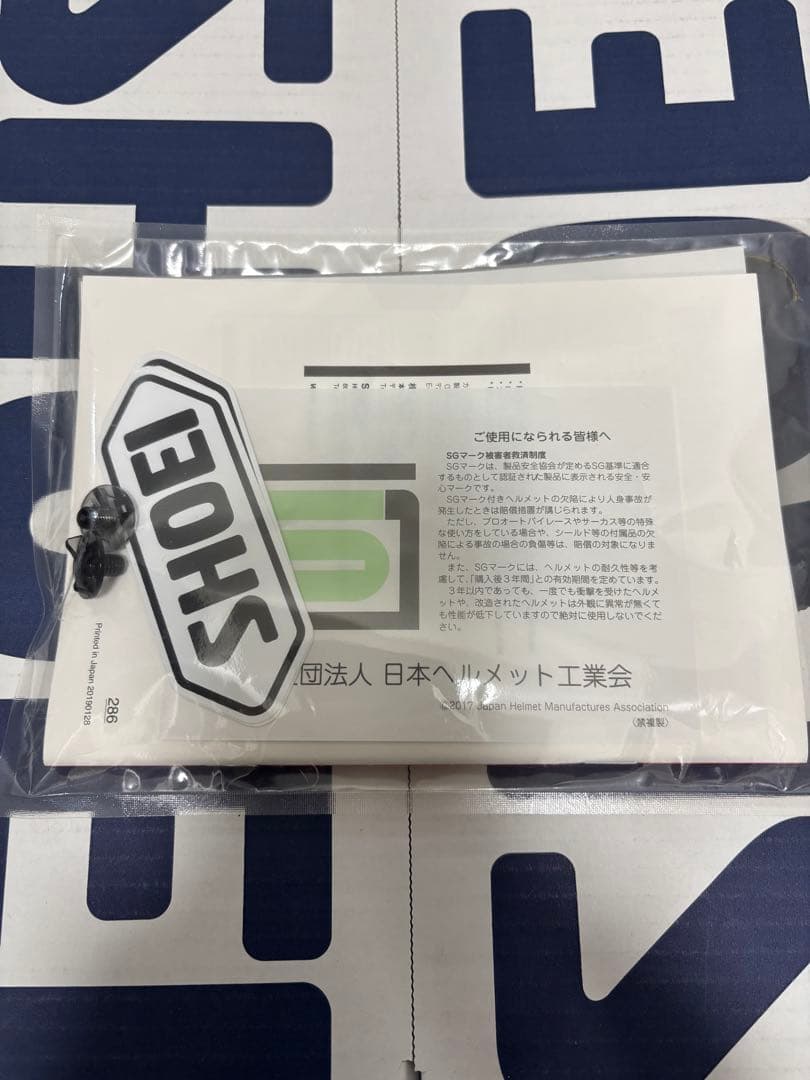 ご使用になられる皆様へ
SGマーク被害者救済制度
SGマークは、製品安全協会が定めるSG基準に適合
するものとして認証された製品に表示される安全・安
心マークです。
SGマーク付きヘルメットの欠陥により人身事故が
発生したときは賠償措置が講じられます。
ただし、プロオートバイレースやサーカス等の特殊
な使い方をしている場合や、シールド等の付属品の欠
陥による事故の場合の負傷等は、賠償の対象になりま
せん。
また、SGマークには、ヘルメットの耐久性等を考
慮して、「購入後3年間」との有効期間を定めています。
3年以内であっても、一度でも衝撃を受けたヘルメ
ットや、改造されたヘルメットは外観に異常が無くて
も性能が低下していますので絶対に使用しないでくだ
さい。
団法人 日本ヘルメット工業会
©2017 Japan Helmet Manufactures Association
〈禁複製〉
SHOEI
286
Printed in Japan 20190128